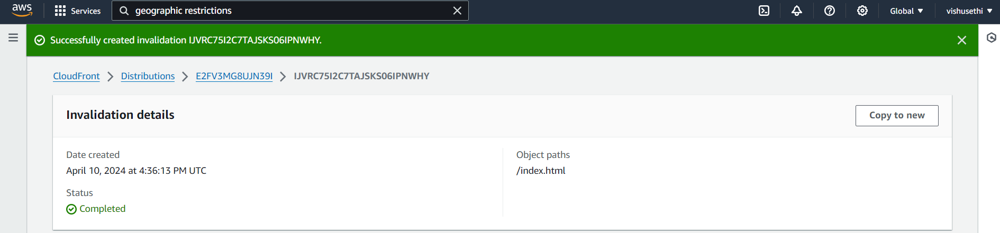 aws Services geographic restrictions Global vishusethi
Successfully created invalidation IJVRC75I2C7TAJSKS06IPNWHY.
CloudFront Distributions E2FV3MG8UJN39I IJVRC75I2C7TAJSKS06IPNWHY
Invalidation details Copy to new
Date created Object paths
April 10, 2024 at 4:36:13 PM UTC /index.html
Status
Completed